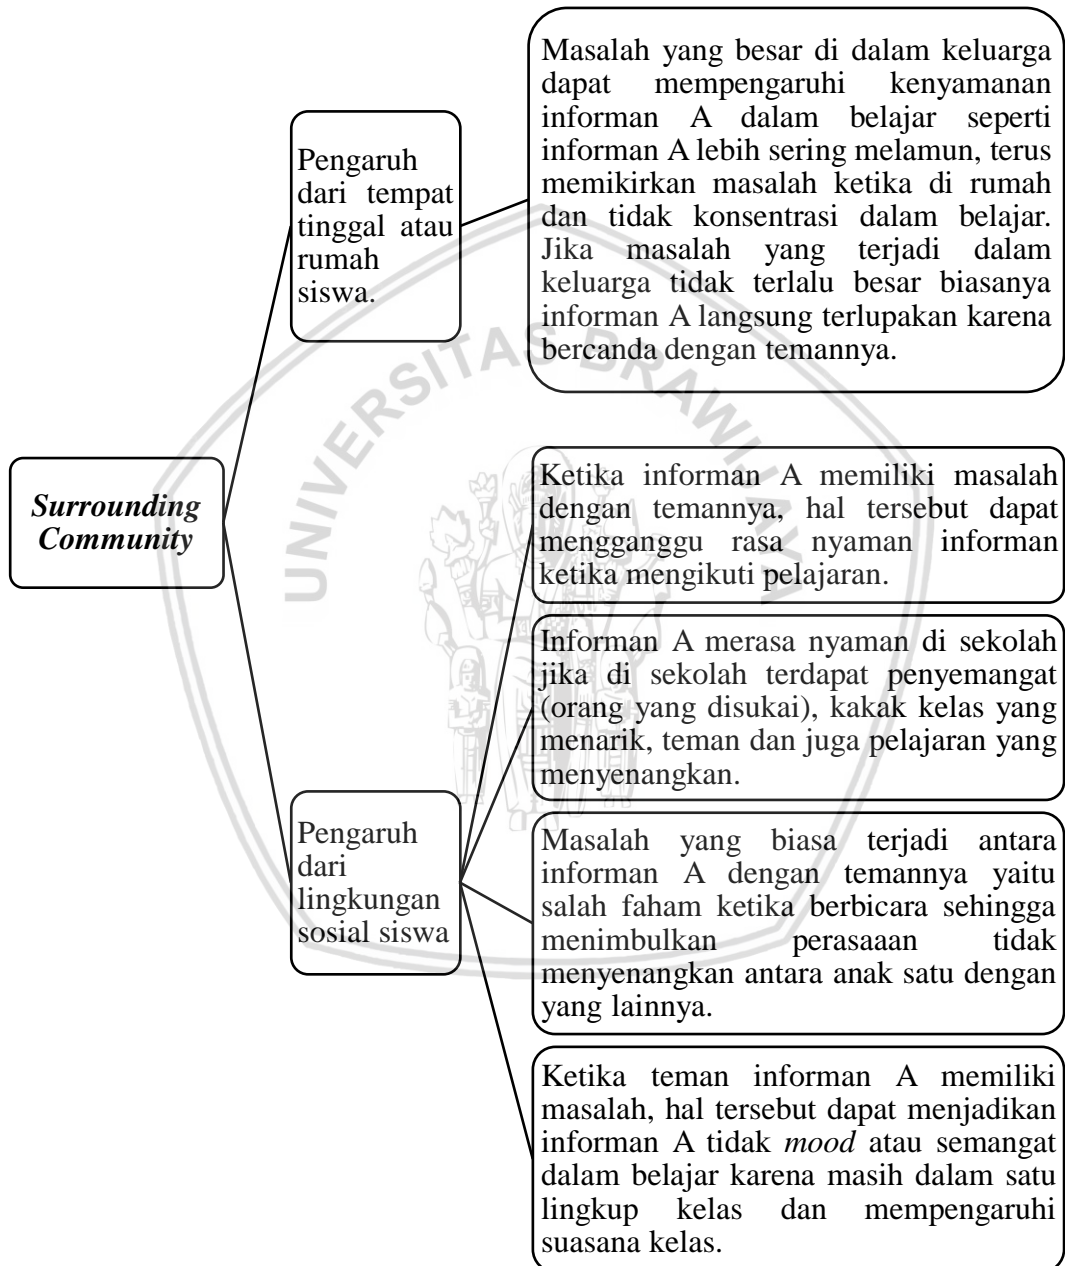 Surrounding
Community
Pengaruh
dari tempat
tinggal atau
rumah
siswa.
Masalah yang besar di dalam keluarga
dapat mempengaruhi kenyamanan
informan A dalam belajar seperti
informan A lebih sering melamun, terus
memikirkan masalah ketika di rumah
dan tidak konsentrasi dalam belajar.
Jika masalah yang terjadi dalam
keluarga tidak terlalu besar biasanya
informan A langsung terlupakan karena
bercanda dengan temannya.
Pengaruh
dari
lingkungan
sosial siswa
Ketika informan A memiliki masalah
dengan temannya, hal tersebut dapat
mengganggu rasa nyaman informan
ketika mengikuti pelajaran.
Informan A merasa nyaman di sekolah
jika di sekolah terdapat penyemangat
(orang yang disukai), kakak kelas yang
menarik, teman dan juga pelajaran yang
menyenangkan.
Masalah yang biasa terjadi antara
informan A dengan temannya yaitu
salah faham ketika berbicara sehingga
menimbulkan perasaaan tidak
menyenangkan antara anak satu dengan
yang lainnya.
Ketika teman informan A memiliki
masalah, hal tersebut dapat menjadikan
informan A tidak mood atau semangat
dalam belajar karena masih dalam satu
lingkup kelas dan mempengaruhi
suasana kelas.
UNIVERSITAS BRAWIJAYA